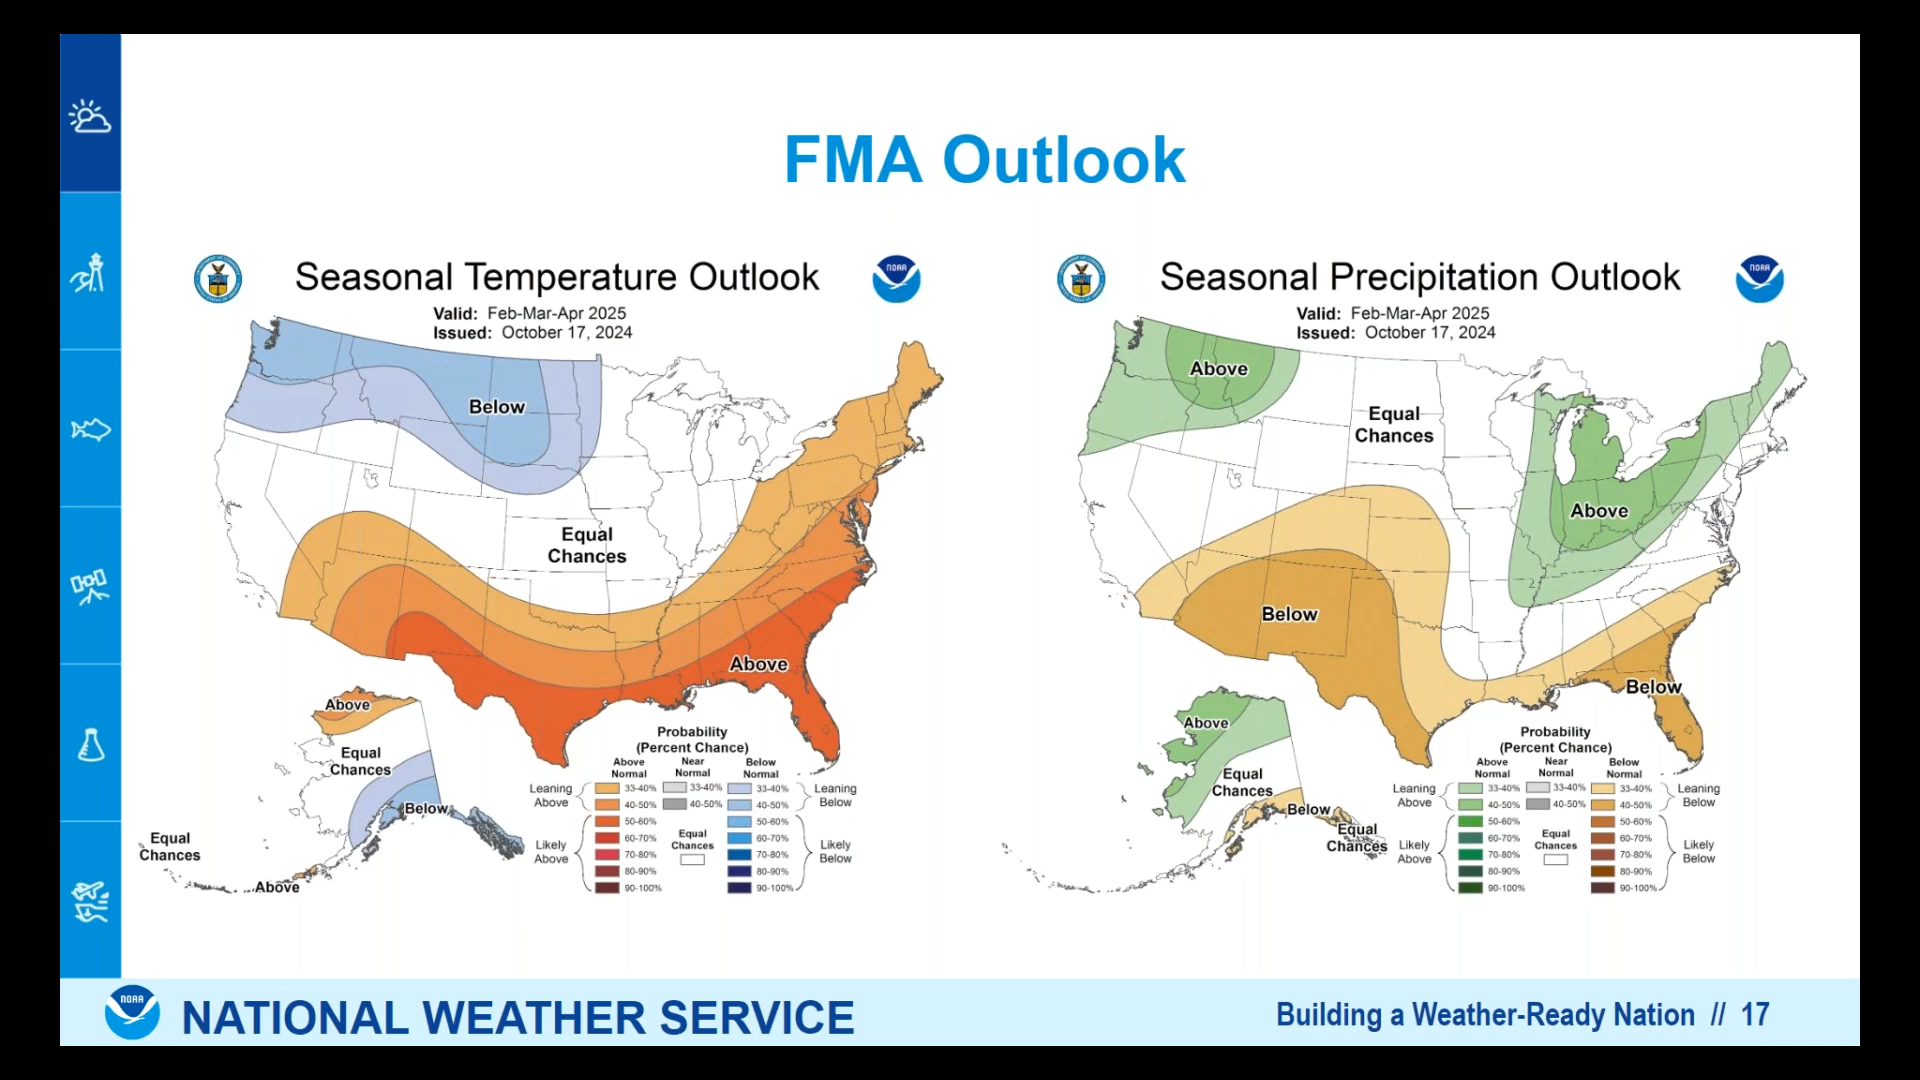 FMA Outlook
Seasonal Temperature Outlook
NOAA
Valid: Feb-Mar-Apr 2025
Issued: October 17, 2024
Below
Equal
Chances
Above
Above
Equal
Chances
Below
Equal
Chances
Above
Probability
(Percent Chance)
Above
Normal
Near
Normal
Below
Normal
Leaning
Above
33-40%
40-50%
33-40%
40-50%
33-40%
40-50%
Leaning
Below
Likely
Above
50-60%
60-70%
70-80%
80-90%
90-100%
Equal
Chances
50-60%
60-70%
70-80%
80-90%
90-100%
Likely
Below
Seasonal Precipitation Outlook
NOAA
Valid: Feb-Mar-Apr 2025
Issued: October 17, 2024
Above
Equal
Chances
Above
Below
Below
Above
Equal
Chances
Below
Equal
Chances
Probability
(Percent Chance)
Above
Normal
Near
Normal
Below
Normal
Leaning
Above
33-40%
40-50%
33-40%
40-50%
33-40%
40-50%
Leaning
Below
Likely
Above
50-60%
60-70%
70-80%
80-90%
90-100%
Equal
Chances
50-60%
60-70%
70-80%
80-90%
90-100%
Likely
Below
NOAA
NATIONAL WEATHER SERVICE
Building a Weather-Ready Nation // 17